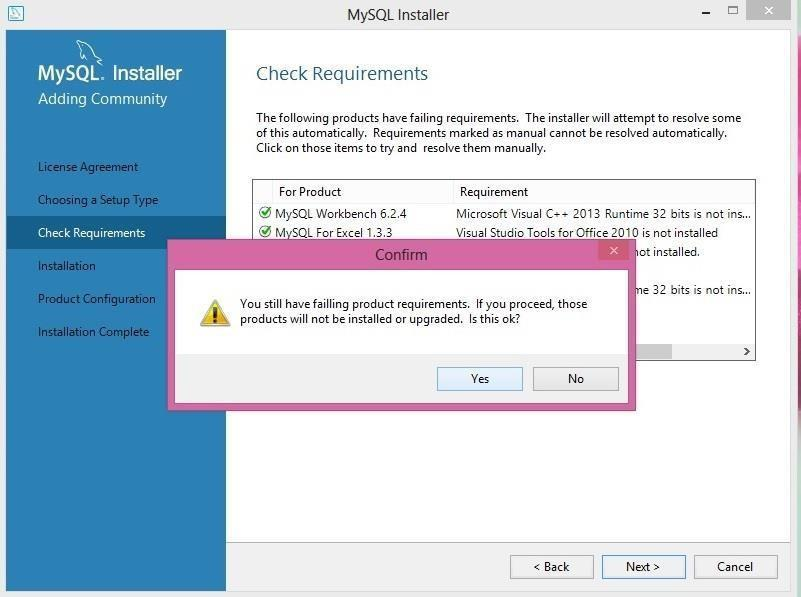 MySQL Installer
MySQL. Installer
Adding Community
License Agreement
Choosing a Setup Type
Check Requirements
Installation
Product Configuration
Installation Complete
Check Requirements
The following products have failing requirements. The installer will attempt to resolve some
of this automatically. Requirements marked as manual cannot be resolved automatically.
Click on those items to try and resolve them manually.
For Product Requirement
MySQL Workbench 6.2.4 Microsoft Visual C++ 2013 Runtime 32 bits is not ins...
MySQL For Excel 1.3.3 Visual Studio Tools for Office 2010 is not installed
not installed.
me 32 bits is not ins...
Confirm
You still have failling product requirements. If you proceed, those
products will not be installed or upgraded. Is this ok?
Yes No
< Back Next > Cancel